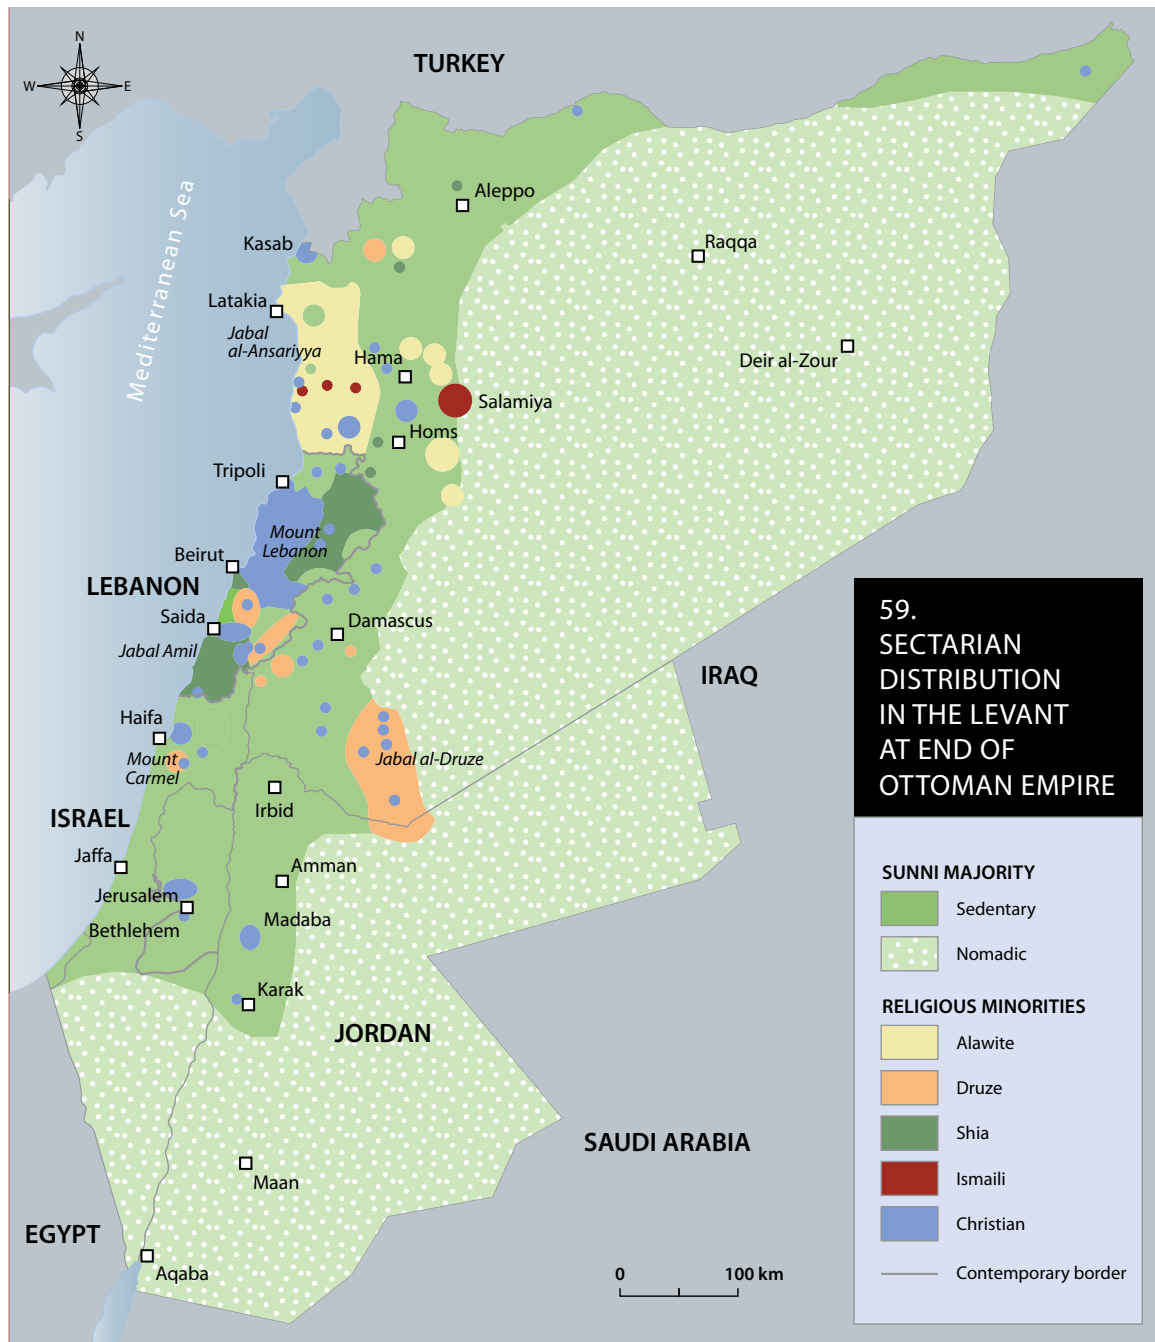 N
W
E
S
TURKEY
Mediterranean Sea
Aleppo
Kasab
Raqqa
Latakia
Jabal
al-Ansariyya
Hama
Deir al-Zour
Salamiya
Homs
Tripoli
Mount
Lebanon
Beirut
LEBANON
Saida
Damascus
Jabal Amil
IRAQ
Haifa
Mount
Carmel
Jabal al-Druze
Irbid
ISRAEL
Jaffa
Amman
Jerusalem
Bethlehem
Madaba
Karak
JORDAN
SAUDI ARABIA
Maan
EGYPT
Aqaba
0
100 km
59.
SECTARIAN
DISTRIBUTION
IN THE LEVANT
AT END OF
OTTOMAN EMPIRE
SUNNI MAJORITY
Sedentary
Nomadic
RELIGIOUS MINORITIES
Alawite
Druze
Shia
Ismaili
Christian
Contemporary border